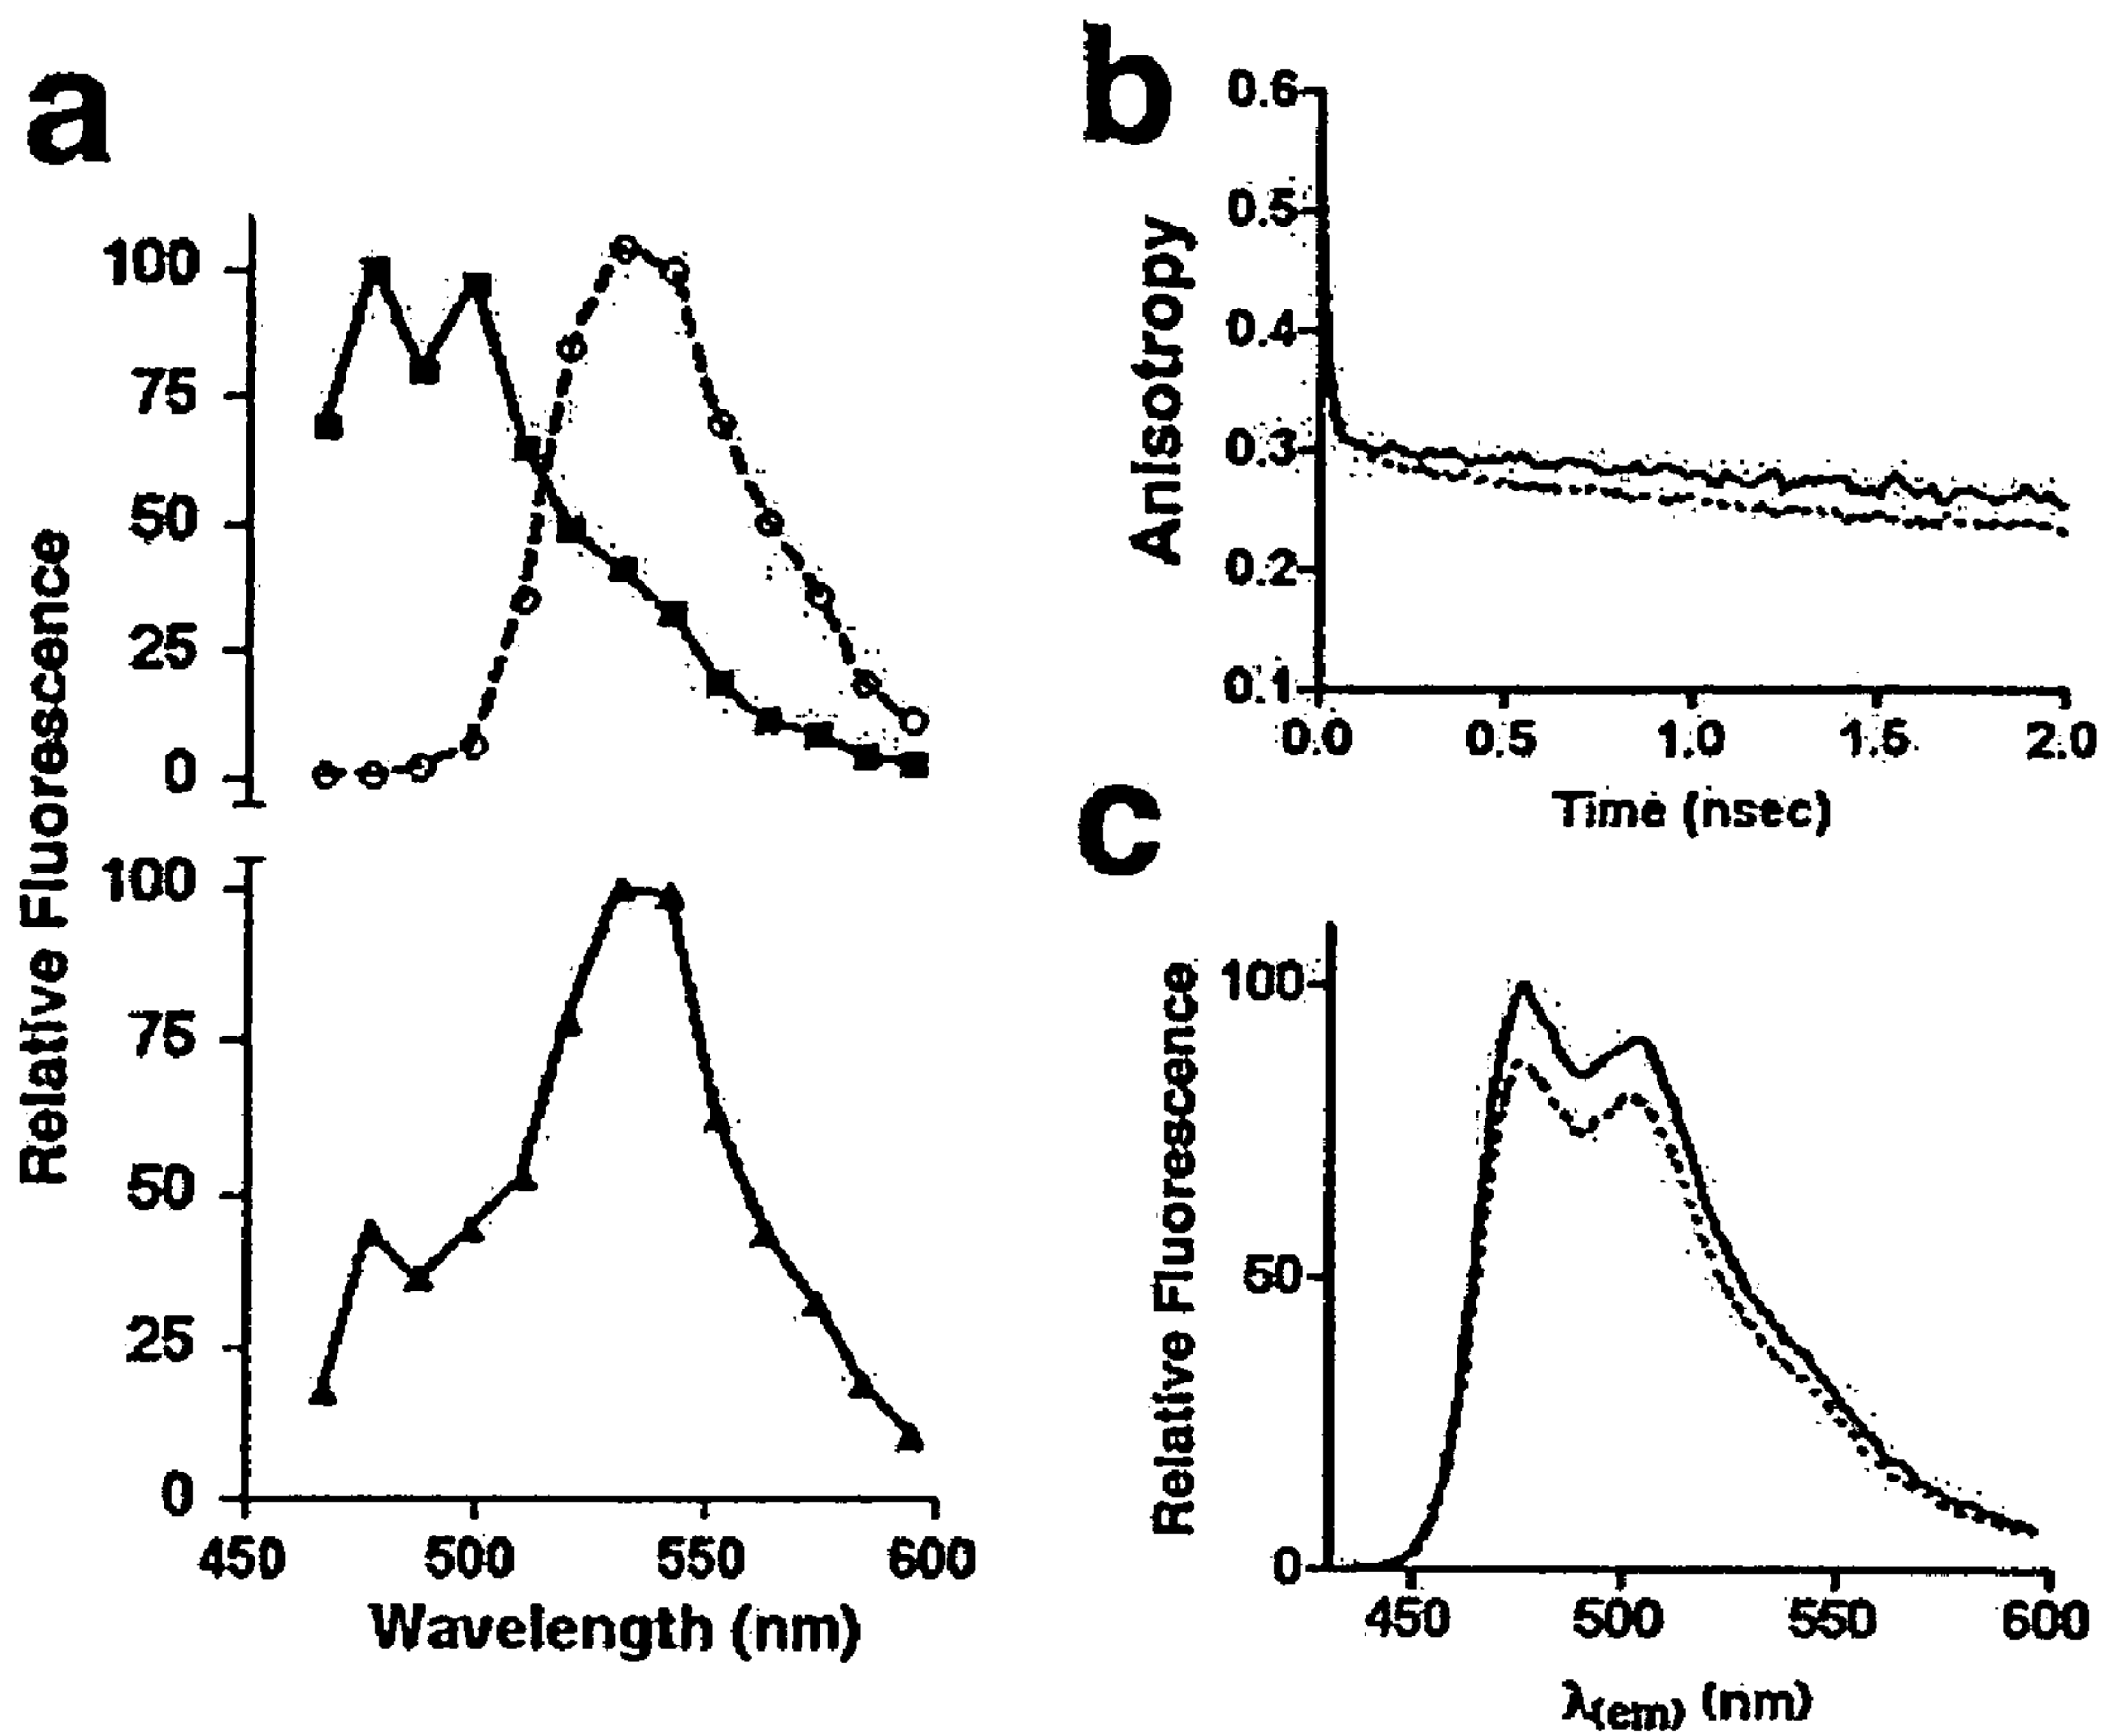 a
Relative Fluorescence
100
75
50
25
0
100
75
50
25
0
450 500 550 600
Wavelength (nm)
b
Anisotropy
0.6
0.5
0.4
0.3
0.2
0.1
0.0 0.5 1.0 1.5 2.0
Time (nsec)
c
Relative Fluorescence
100
50
0
450 500 550 600
λ(em) (nm)